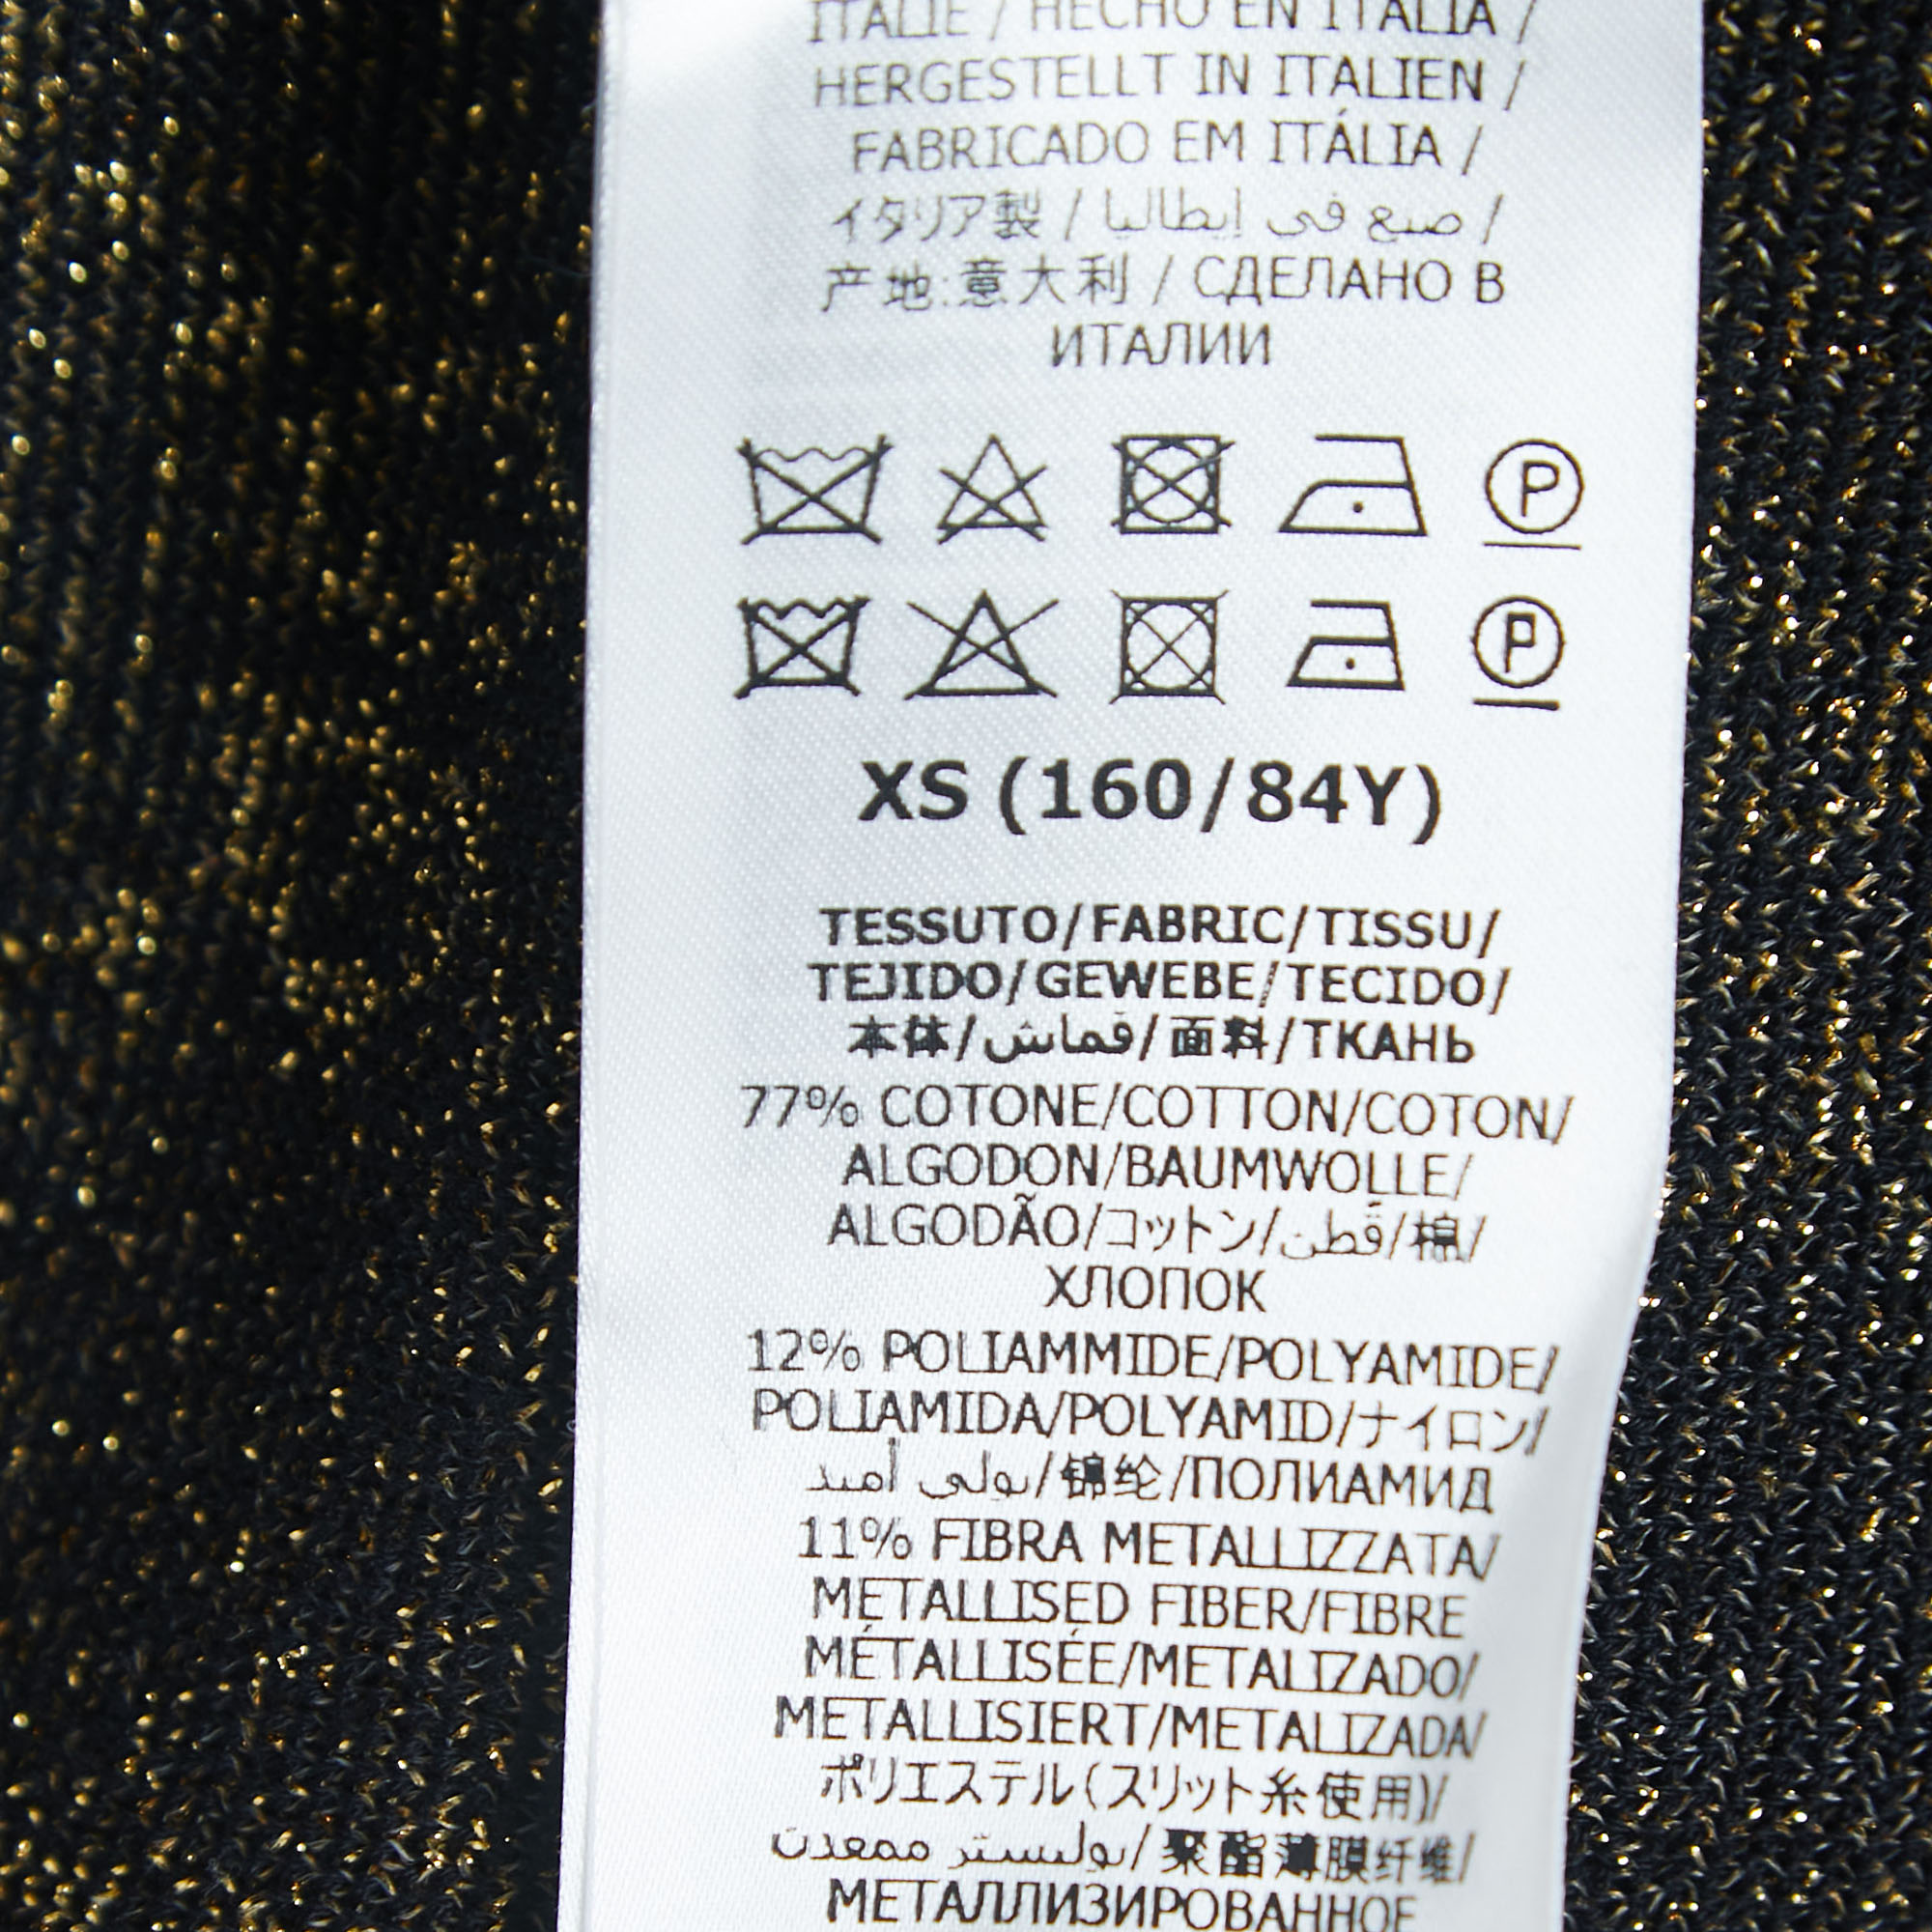 ITALIE / HECHO EN ITALIA /
HERGESTELLT IN ITALIEN /
FABRICADO EM ITÁLIA /
イタリア製 / صنع في إيطاليا /
产地:意大利 / СДЕЛАНО В
ИТАЛИИ
P
P
XS (160/84Y)
TESSUTO/FABRIC/TISSU/
TEJIDO/GEWEBE/TECIDO/
本体/قماش/面料/ТКАНЬ
77% COTONE/COTTON/COTON/
ALGODON/BAUMWOLLE/
ALGODÃO/コットン/قطن/棉/
ХЛОПОК
12% POLIAMMIDE/POLYAMIDE/
POLIAMIDA/POLYAMID/ナイロン/
بولي أميد/锦纶/ПОЛИАМИД
11% FIBRA METALLIZZATA/
METALLISED FIBER/FIBRE
MÉTALLISÉE/METALIZADO/
METALLISIERT/METALIZADA/
ポリエステル(スリット糸使用)/
بوليستر ممعدن/聚酯薄膜纤维/
МЕТАЛЛИЗИРОВАННОЕ